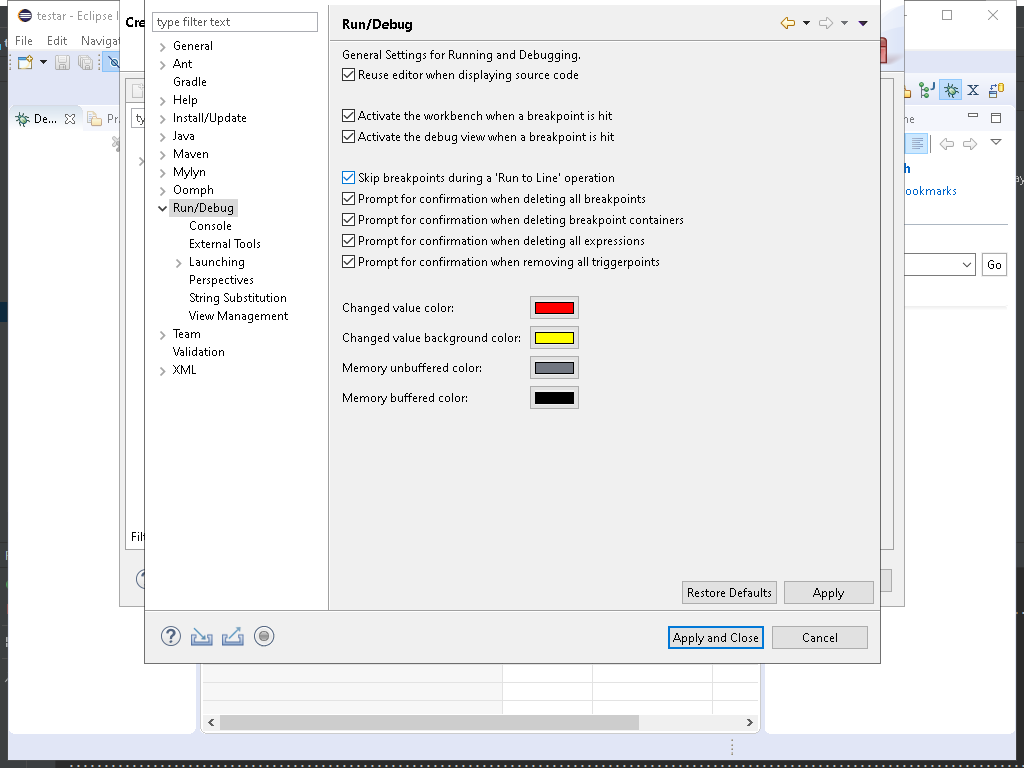 testar - Eclipse I
File Edit Navigat
Cre
De...
Pr.
type filter text
General
Ant
Gradle
Help
Install/Update
Java
Maven
Mylyn
Oomph
Run/Debug
Console
External Tools
Launching
Perspectives
String Substitution
View Management
Team
Validation
XML
Run/Debug
General Settings for Running and Debugging.
Reuse editor when displaying source code
Activate the workbench when a breakpoint is hit
Activate the debug view when a breakpoint is hit
Skip breakpoints during a 'Run to Line' operation
Prompt for confirmation when deleting all breakpoints
Prompt for confirmation when deleting breakpoint containers
Prompt for confirmation when deleting all expressions
Prompt for confirmation when removing all triggerpoints
Changed value color:
Changed value background color:
Memory unbuffered color:
Memory buffered color:
Restore Defaults
Apply
Apply and Close
Cancel
ne
h
ookmarks
Go
ty
Filt